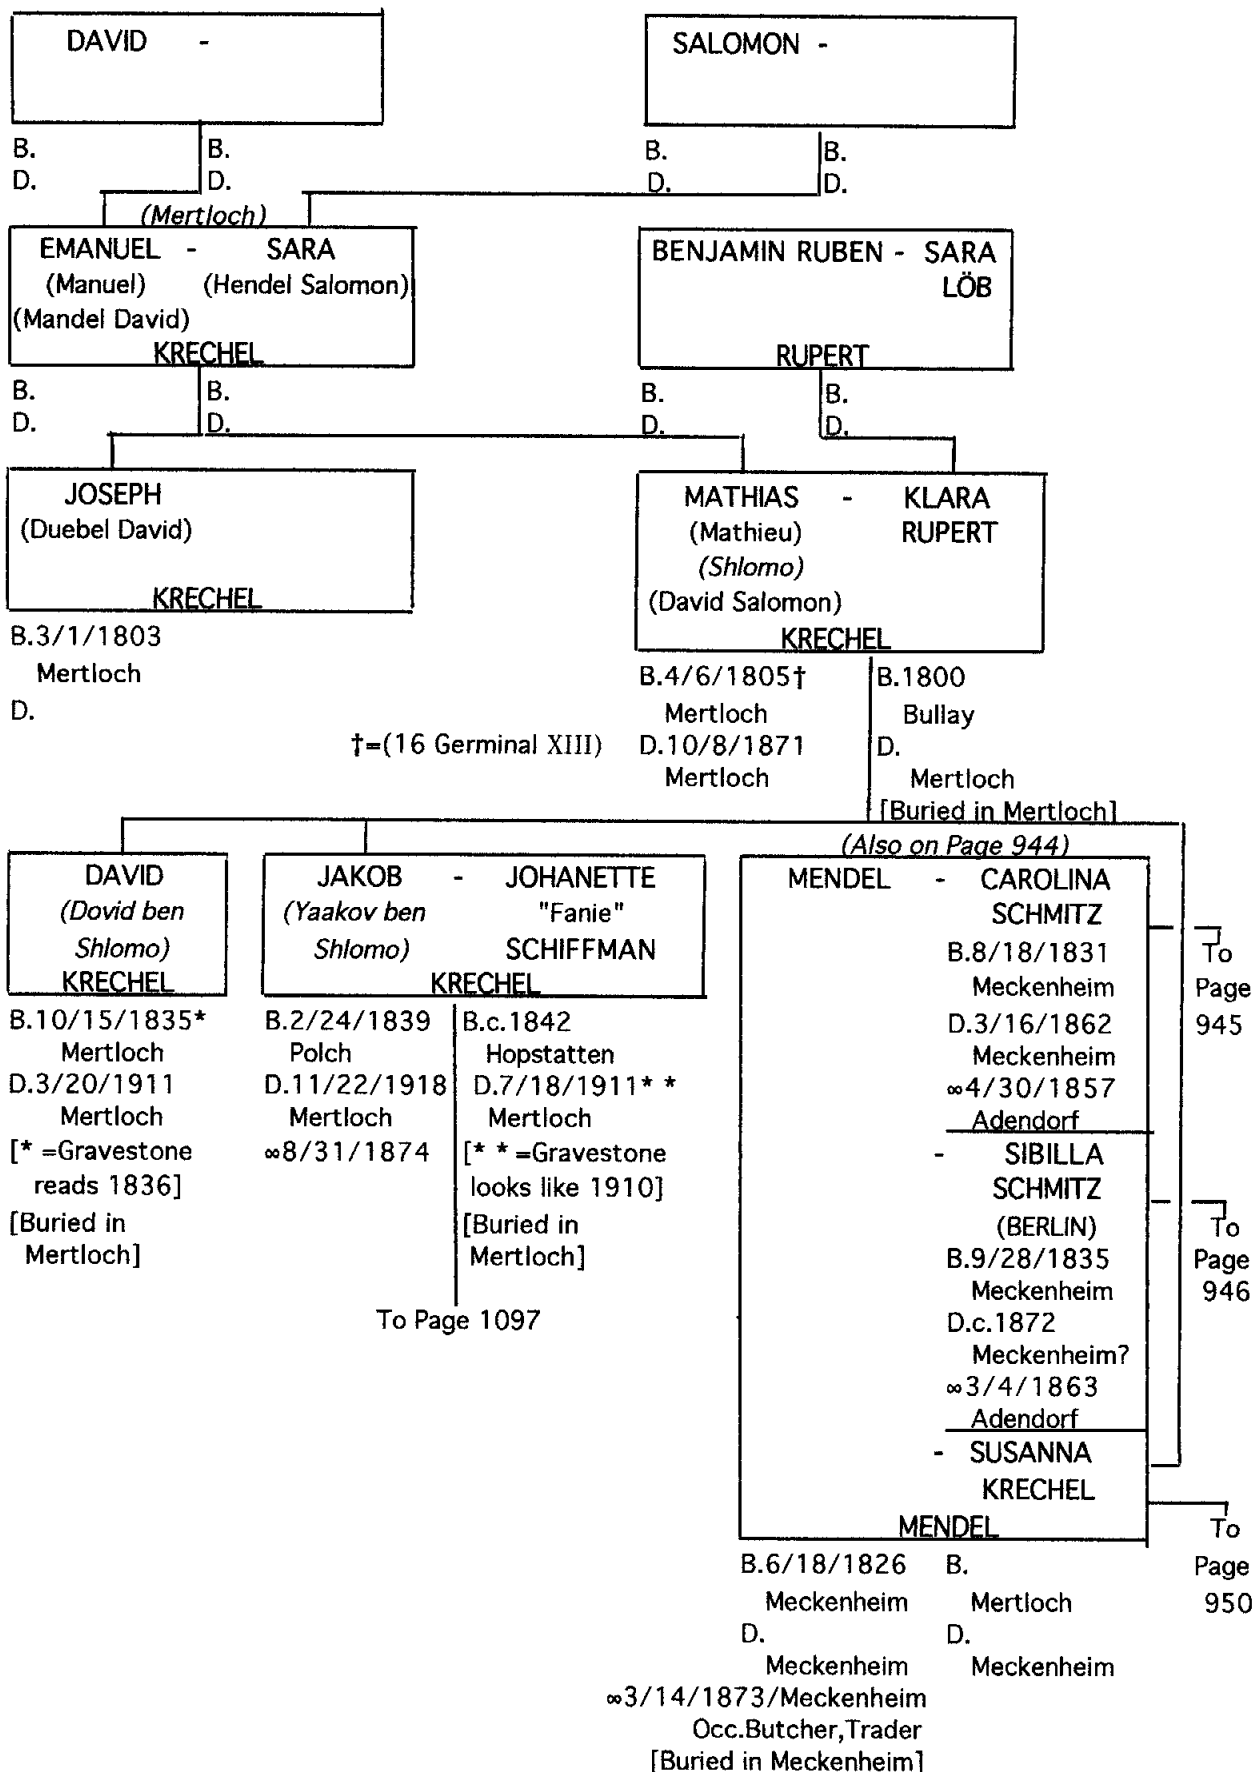 DAVID -
SALOMON -
B. B.
D. D.
B. B.
D. D.
(Mertloch)
EMANUEL - SARA
(Manuel) (Hendel Salomon)
(Mandel David)
KRECHEL
BENJAMIN RUBEN - SARA
LÖB
RUPERT
B. B.
D. D.
B. B.
D. D.
JOSEPH
(Duebel David)
KRECHEL
B.3/1/1803
Mertloch
D.
MATHIAS - KLARA
(Mathieu) RUPERT
(Shlomo)
(David Salomon)
KRECHEL
B.4/6/1805† B.1800
Mertloch Bullay
†=(16 Germinal XIII) D.10/8/1871 D.
Mertloch Mertloch
[Buried in Mertloch]
DAVID
(Dovid ben
Shlomo)
KRECHEL
B.10/15/1835*
Mertloch
D.3/20/1911
Mertloch
[* =Gravestone
reads 1836]
[Buried in
Mertloch]
JAKOB - JOHANETTE
(Yaakov ben "Fanie"
Shlomo) SCHIFFMAN
KRECHEL
B.2/24/1839 B.c.1842
Polch Hopstatten
D.11/22/1918 D.7/18/1911* *
Mertloch Mertloch
∞8/31/1874 [* * =Gravestone
looks like 1910]
[Buried in
Mertloch]
To Page 1097
(Also on Page 944)
MENDEL - CAROLINA
SCHMITZ
B.8/18/1831
Meckenheim
D.3/16/1862
Meckenheim
∞4/30/1857
Adendorf
To
Page
945
- SIBILLA
SCHMITZ
(BERLIN)
B.9/28/1835
Meckenheim
D.c.1872
Meckenheim?
∞3/4/1863
Adendorf
To
Page
946
- SUSANNA
KRECHEL
MENDEL
To
Page
950
B.6/18/1826 B.
Meckenheim Mertloch
D. D.
Meckenheim Meckenheim
∞3/14/1873/Meckenheim
Occ.Butcher,Trader
[Buried in Meckenheim]